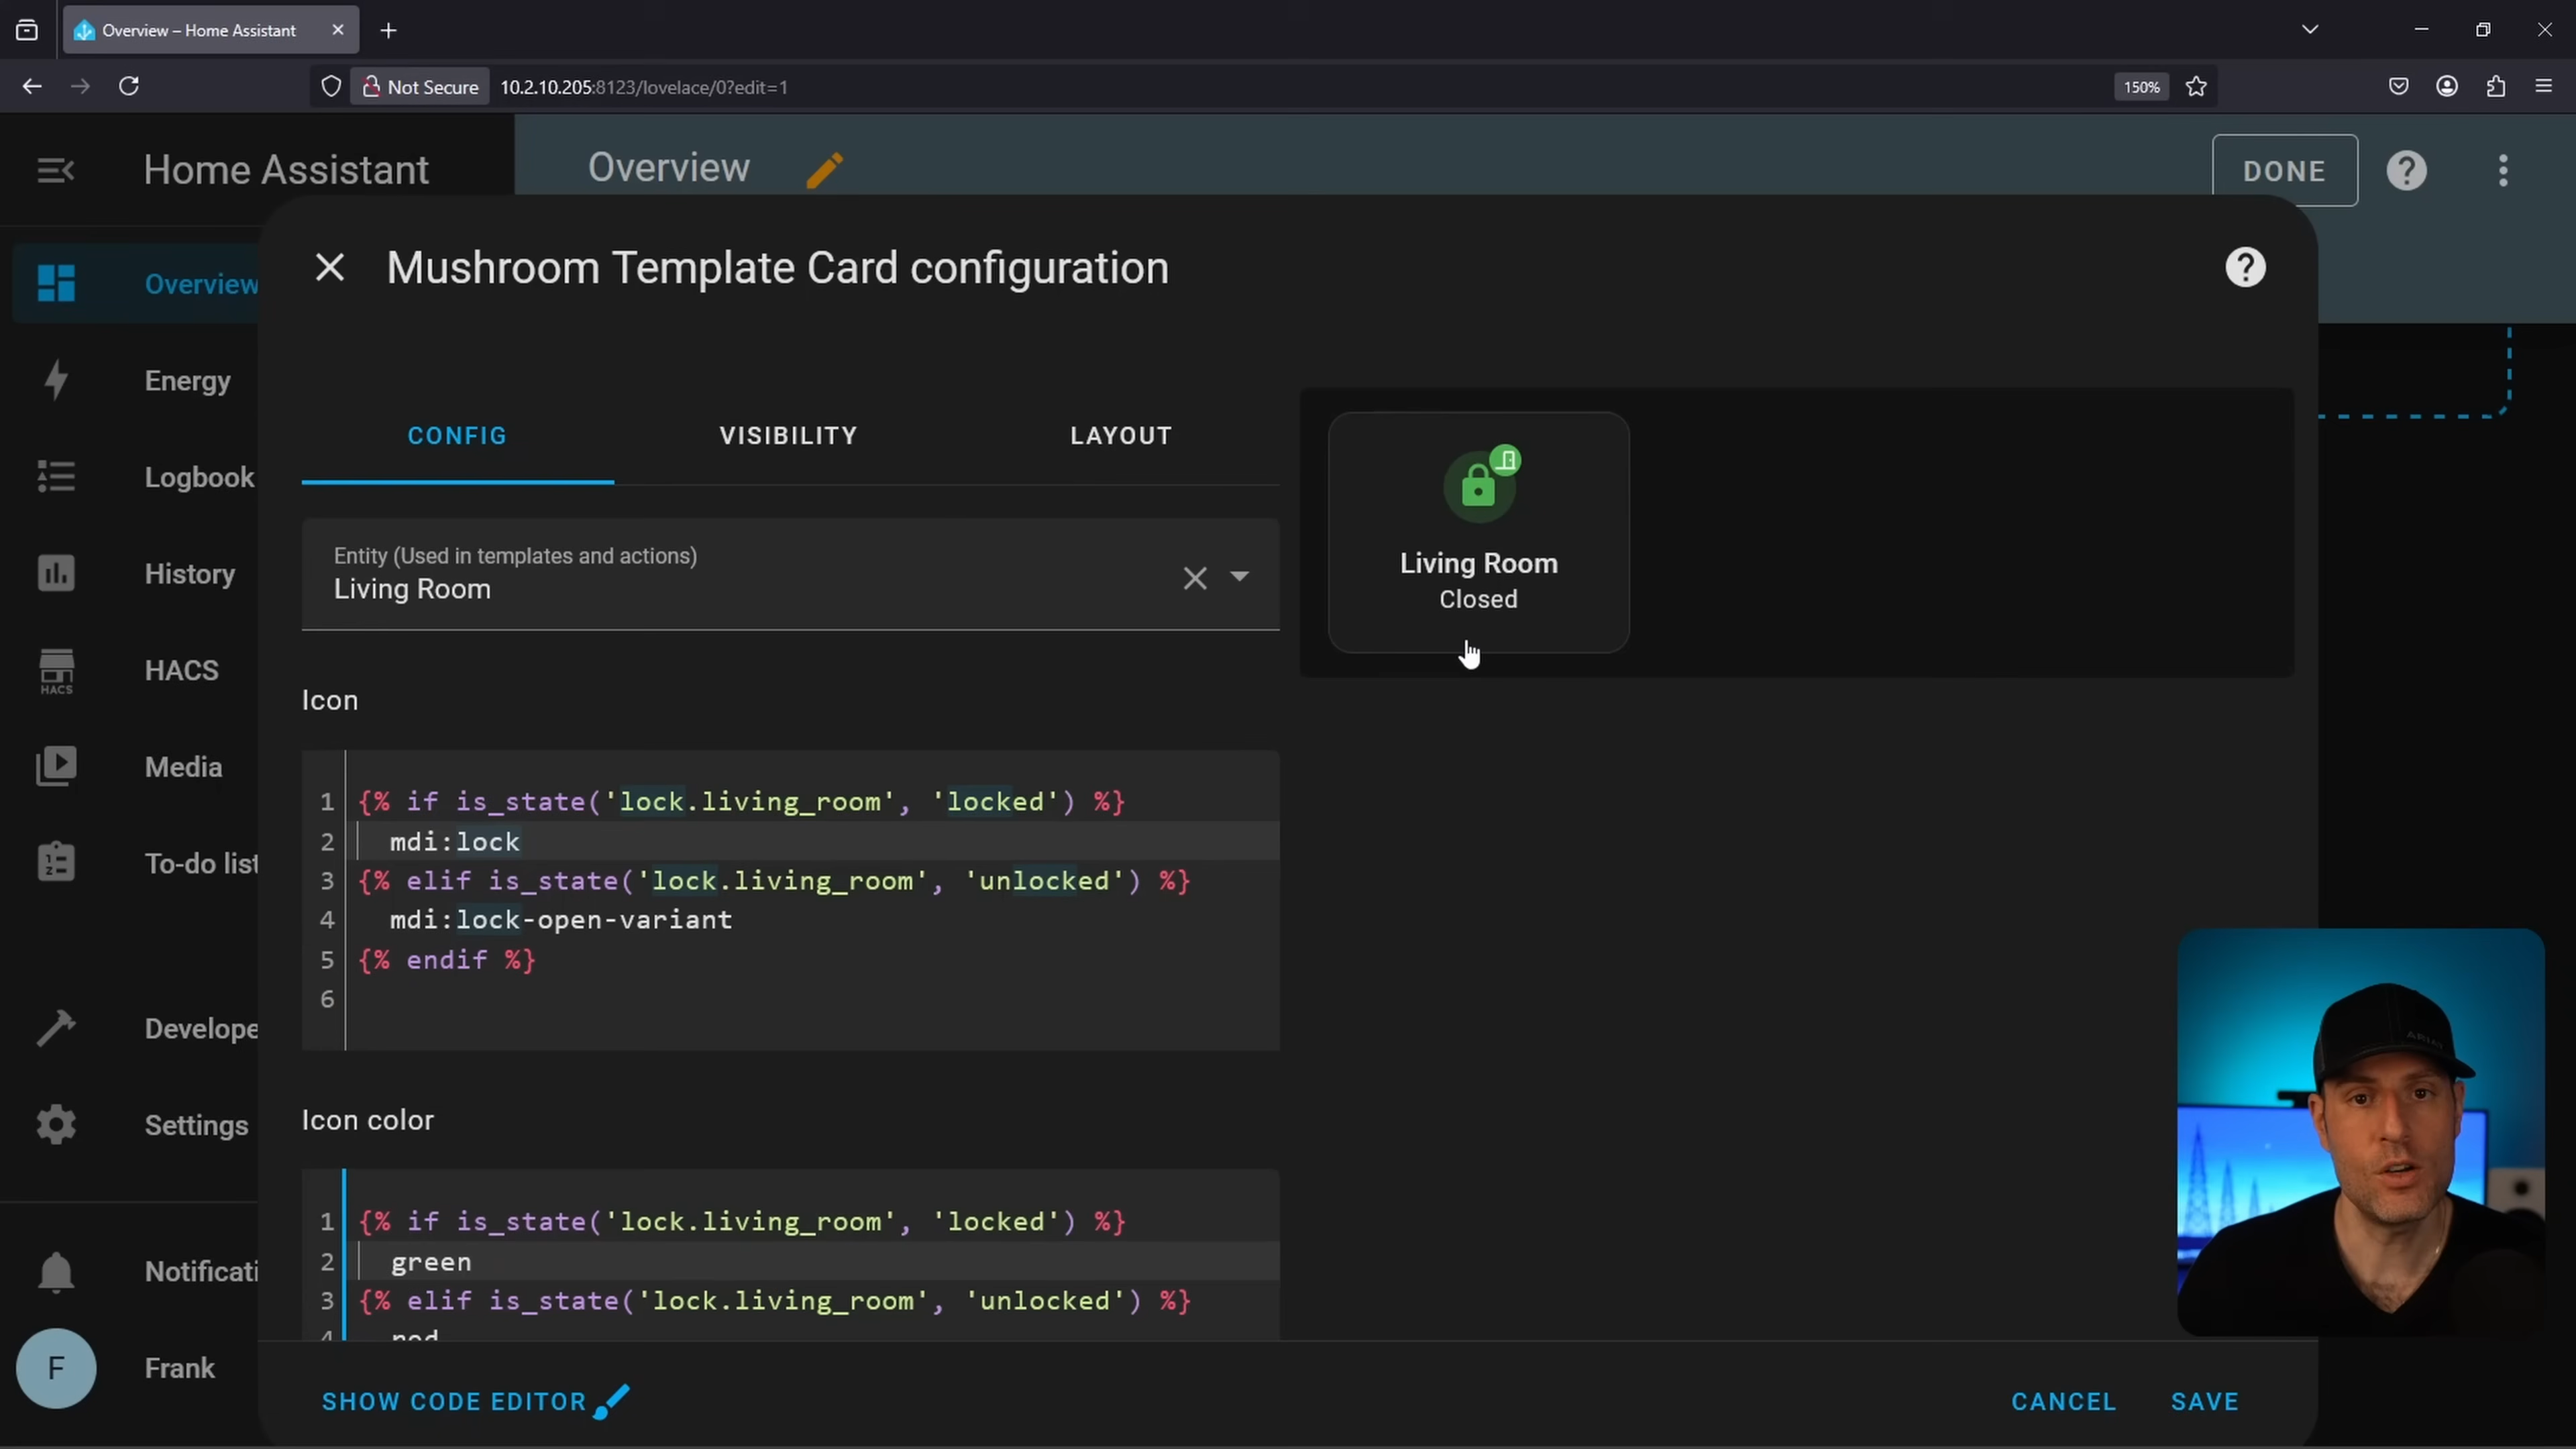 Overview – Home Assistant
Not Secure
10.2.10.205:8123/lovelace/0?edit=1
150%
Home Assistant
Overview
DONE
Mushroom Template Card configuration
Overview
Energy
Logbook
History
HACS
HACS
Media
To-do list
Develope
Settings
Notificati
F
Frank
CONFIG
VISIBILITY
LAYOUT
Entity (Used in templates and actions)
Living Room
Icon
1 {% if is_state('lock.living_room', 'locked') %}
2 mdi:lock
3 {% elif is_state('lock.living_room', 'unlocked') %}
4 mdi:lock-open-variant
5 {% endif %}
6
Icon color
1 {% if is_state('lock.living_room', 'locked') %}
2 green
3 {% elif is_state('lock.living_room', 'unlocked') %}
4 red
Living Room
Closed
SHOW CODE EDITOR
CANCEL
SAVE